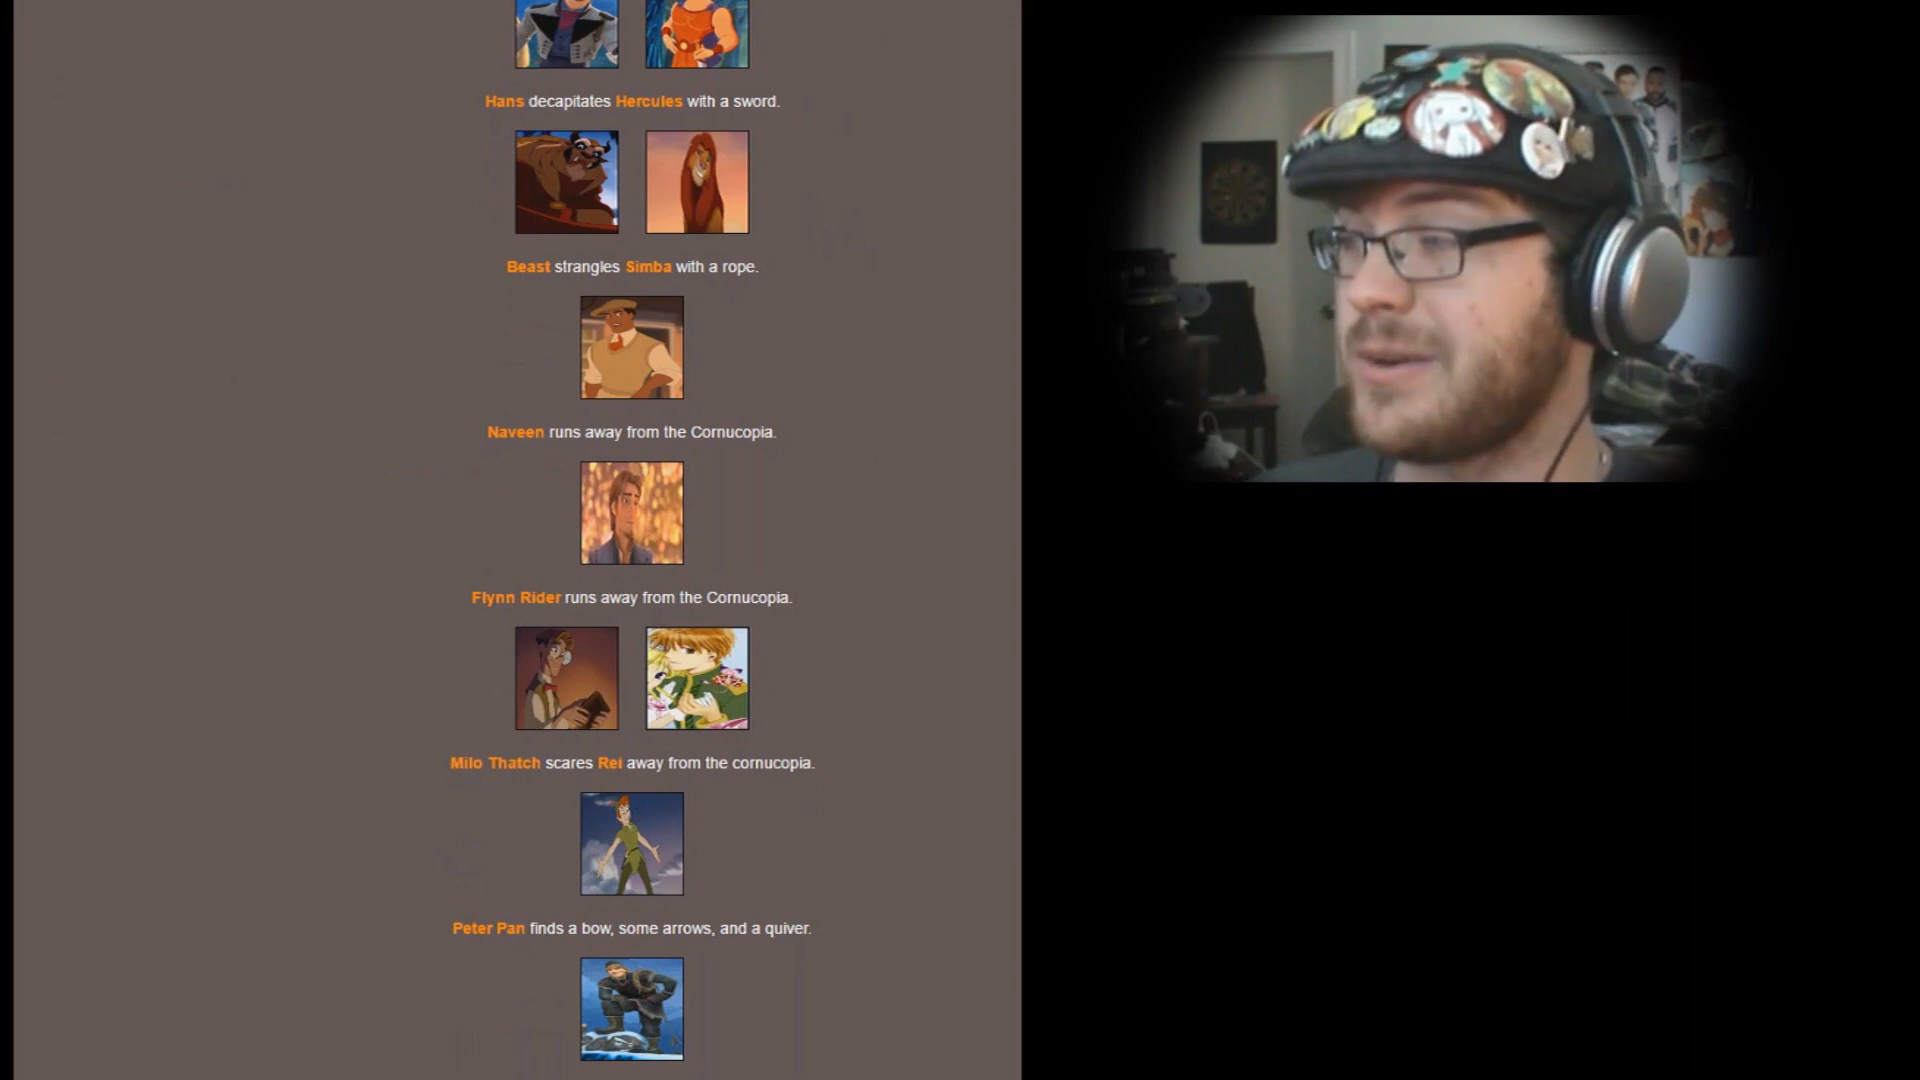 Hans decapitates Hercules with a sword.
Beast strangles Simba with a rope.
Naveen runs away from the Cornucopia.
Flynn Rider runs away from the Cornucopia.
Milo Thatch scares Rei away from the cornucopia.
Peter Pan finds a bow, some arrows, and a quiver.